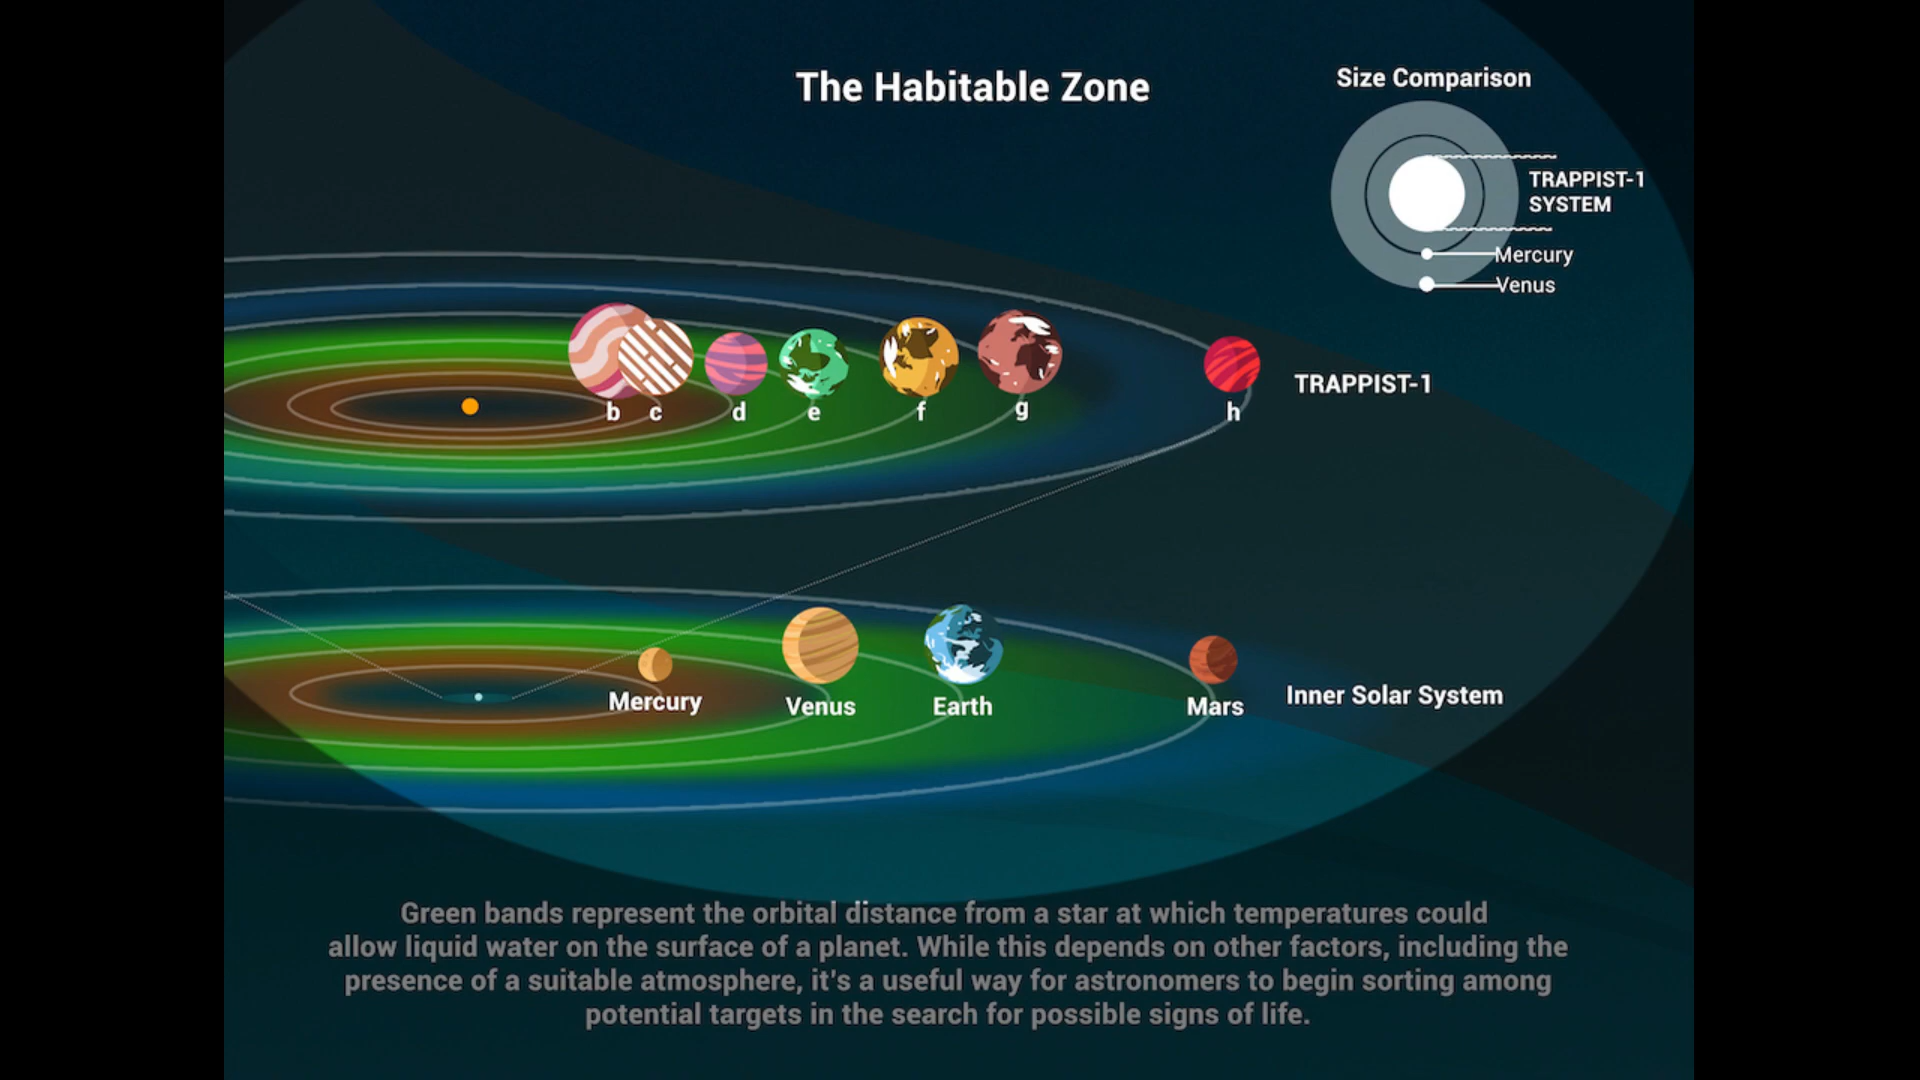 The Habitable Zone
Size Comparison
TRAPPIST-1
SYSTEM
Mercury
Venus
b c d e f g h
TRAPPIST-1
Mercury Venus Earth Mars
Inner Solar System
Green bands represent the orbital distance from a star at which temperatures could
allow liquid water on the surface of a planet. While this depends on other factors, including the
presence of a suitable atmosphere, it's a useful way for astronomers to begin sorting among
potential targets in the search for possible signs of life.